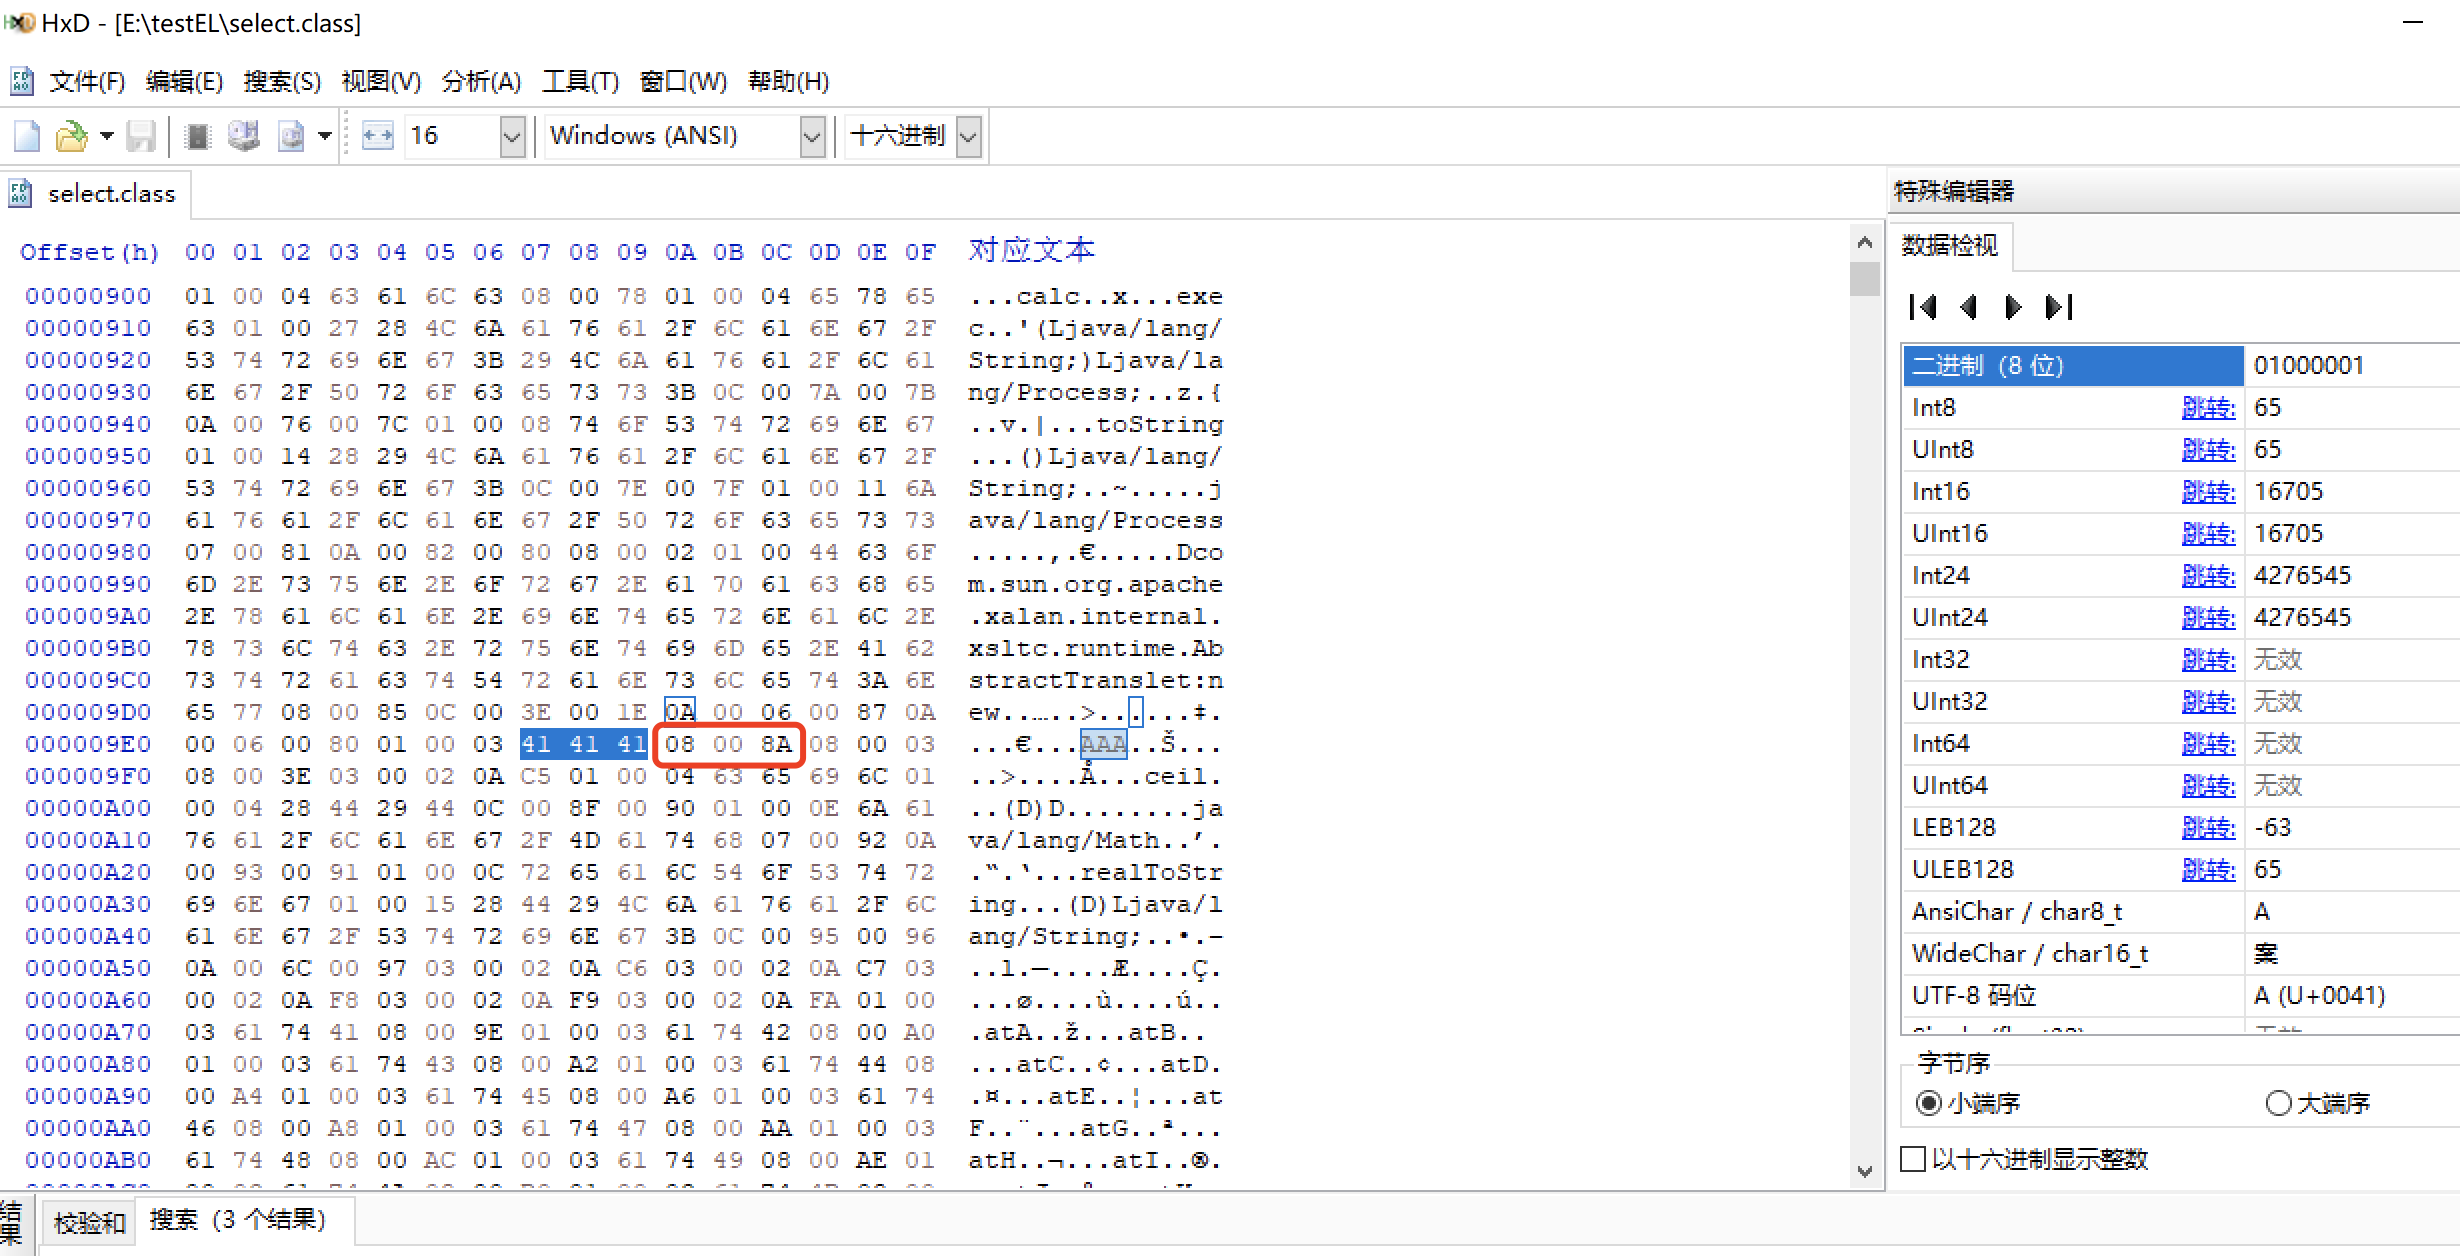 HxD - [E:\testEL\select.class]
文件(F) 编辑(E) 搜索(S) 视图(V) 分析(A) 工具(T) 窗口(W) 帮助(H)
16 Windows (ANSI) 十六进制
select.class
Offset(h) 00 01 02 03 04 05 06 07 08 09 0A 0B 0C 0D 0E 0F 对应文本
00000900 01 00 04 63 61 6C 63 08 00 78 01 00 04 65 78 65 ...calc..x...exe
00000910 63 01 00 27 28 4C 6A 61 76 61 2F 6C 61 6E 67 2F c..'(Ljava/lang/
00000920 53 74 72 69 6E 67 3B 29 4C 6A 61 76 61 2F 6C 61 String;)Ljava/la
00000930 6E 67 2F 50 72 6F 63 65 73 73 3B 0C 00 7A 00 7B ng/Process;..z.{
00000940 0A 00 76 00 7C 01 00 08 74 6F 53 74 72 69 6E 67 ..v.|...toString
00000950 01 00 14 28 29 4C 6A 61 76 61 2F 6C 61 6E 67 2F ...()Ljava/lang/
00000960 53 74 72 69 6E 67 3B 0C 00 7E 00 7F 01 00 11 6A String;..~.....j
00000970 61 76 61 2F 6C 61 6E 67 2F 50 72 6F 63 65 73 73 ava/lang/Process
00000980 07 00 81 0A 00 82 00 80 08 00 02 01 00 44 63 6F .....‚.€.....Dco
00000990 6D 2E 73 75 6E 2E 6F 72 67 2E 61 70 61 63 68 65 m.sun.org.apache
000009A0 2E 78 61 6C 61 6E 2E 69 6E 74 65 72 6E 61 6C 2E .xalan.internal.
000009B0 78 73 6C 74 63 2E 72 75 6E 74 69 6D 65 2E 41 62 xsltc.runtime.Ab
000009C0 73 74 72 61 63 74 54 72 61 6E 73 6C 65 74 3A 6E stractTranslet:n
000009D0 65 77 08 00 85 0C 00 3E 00 1E 0A 00 06 00 87 0A ew..…..>......‡.
000009E0 00 06 00 80 01 00 03 41 41 41 08 00 8A 08 00 03 ...€...AAA..Š...
000009F0 08 00 3E 03 00 02 0A C5 01 00 04 63 65 69 6C 01 ..>....Å...ceil.
00000A00 00 04 28 44 29 44 0C 00 8F 00 90 01 00 0E 6A 61 ..(D)D........ja
00000A10 76 61 2F 6C 61 6E 67 2F 4D 61 74 68 07 00 92 0A va/lang/Math..’.
00000A20 00 93 00 91 01 00 0C 72 65 61 6C 54 6F 53 74 72 .“.‘...realToStr
00000A30 69 6E 67 01 00 15 28 44 29 4C 6A 61 76 61 2F 6C ing...(D)Ljava/l
00000A40 61 6E 67 2F 53 74 72 69 6E 67 3B 0C 00 95 00 96 ang/String;..•.–
00000A50 0A 00 6C 00 97 03 00 02 0A C6 03 00 02 0A C7 03 ..l.—....Æ....Ç.
00000A60 00 02 0A F8 03 00 02 0A F9 03 00 02 0A FA 01 00 ...ø....ù....ú..
00000A70 03 61 74 41 08 00 9E 01 00 03 61 74 42 08 00 A0 .atA..ž...atB..
00000A80 01 00 03 61 74 43 08 00 A2 01 00 03 61 74 44 08 ...atC..¢...atD.
00000A90 00 A4 01 00 03 61 74 45 08 00 A6 01 00 03 61 74 .¤...atE..¦...at
00000AA0 46 08 00 A8 01 00 03 61 74 47 08 00 AA 01 00 03 F..¨...atG..ª...
00000AB0 61 74 48 08 00 AC 01 00 03 61 74 49 08 00 AE 01 atH..¬...atI..®.
特殊编辑器
数据检视
二进制 (8 位) 01000001
Int8 跳转: 65
UInt8 跳转: 65
Int16 跳转: 16705
UInt16 跳转: 16705
Int24 跳转: 4276545
UInt24 跳转: 4276545
Int32 跳转: 无效
UInt32 跳转: 无效
Int64 跳转: 无效
UInt64 跳转: 无效
LEB128 跳转: -63
ULEB128 跳转: 65
AnsiChar / char8_t A
WideChar / char16_t 䅁
UTF-8 码位 A (U+0041)
字节序
小端序 大端序
以十六进制显示整数
结果
校验和 搜索 (3 个结果)